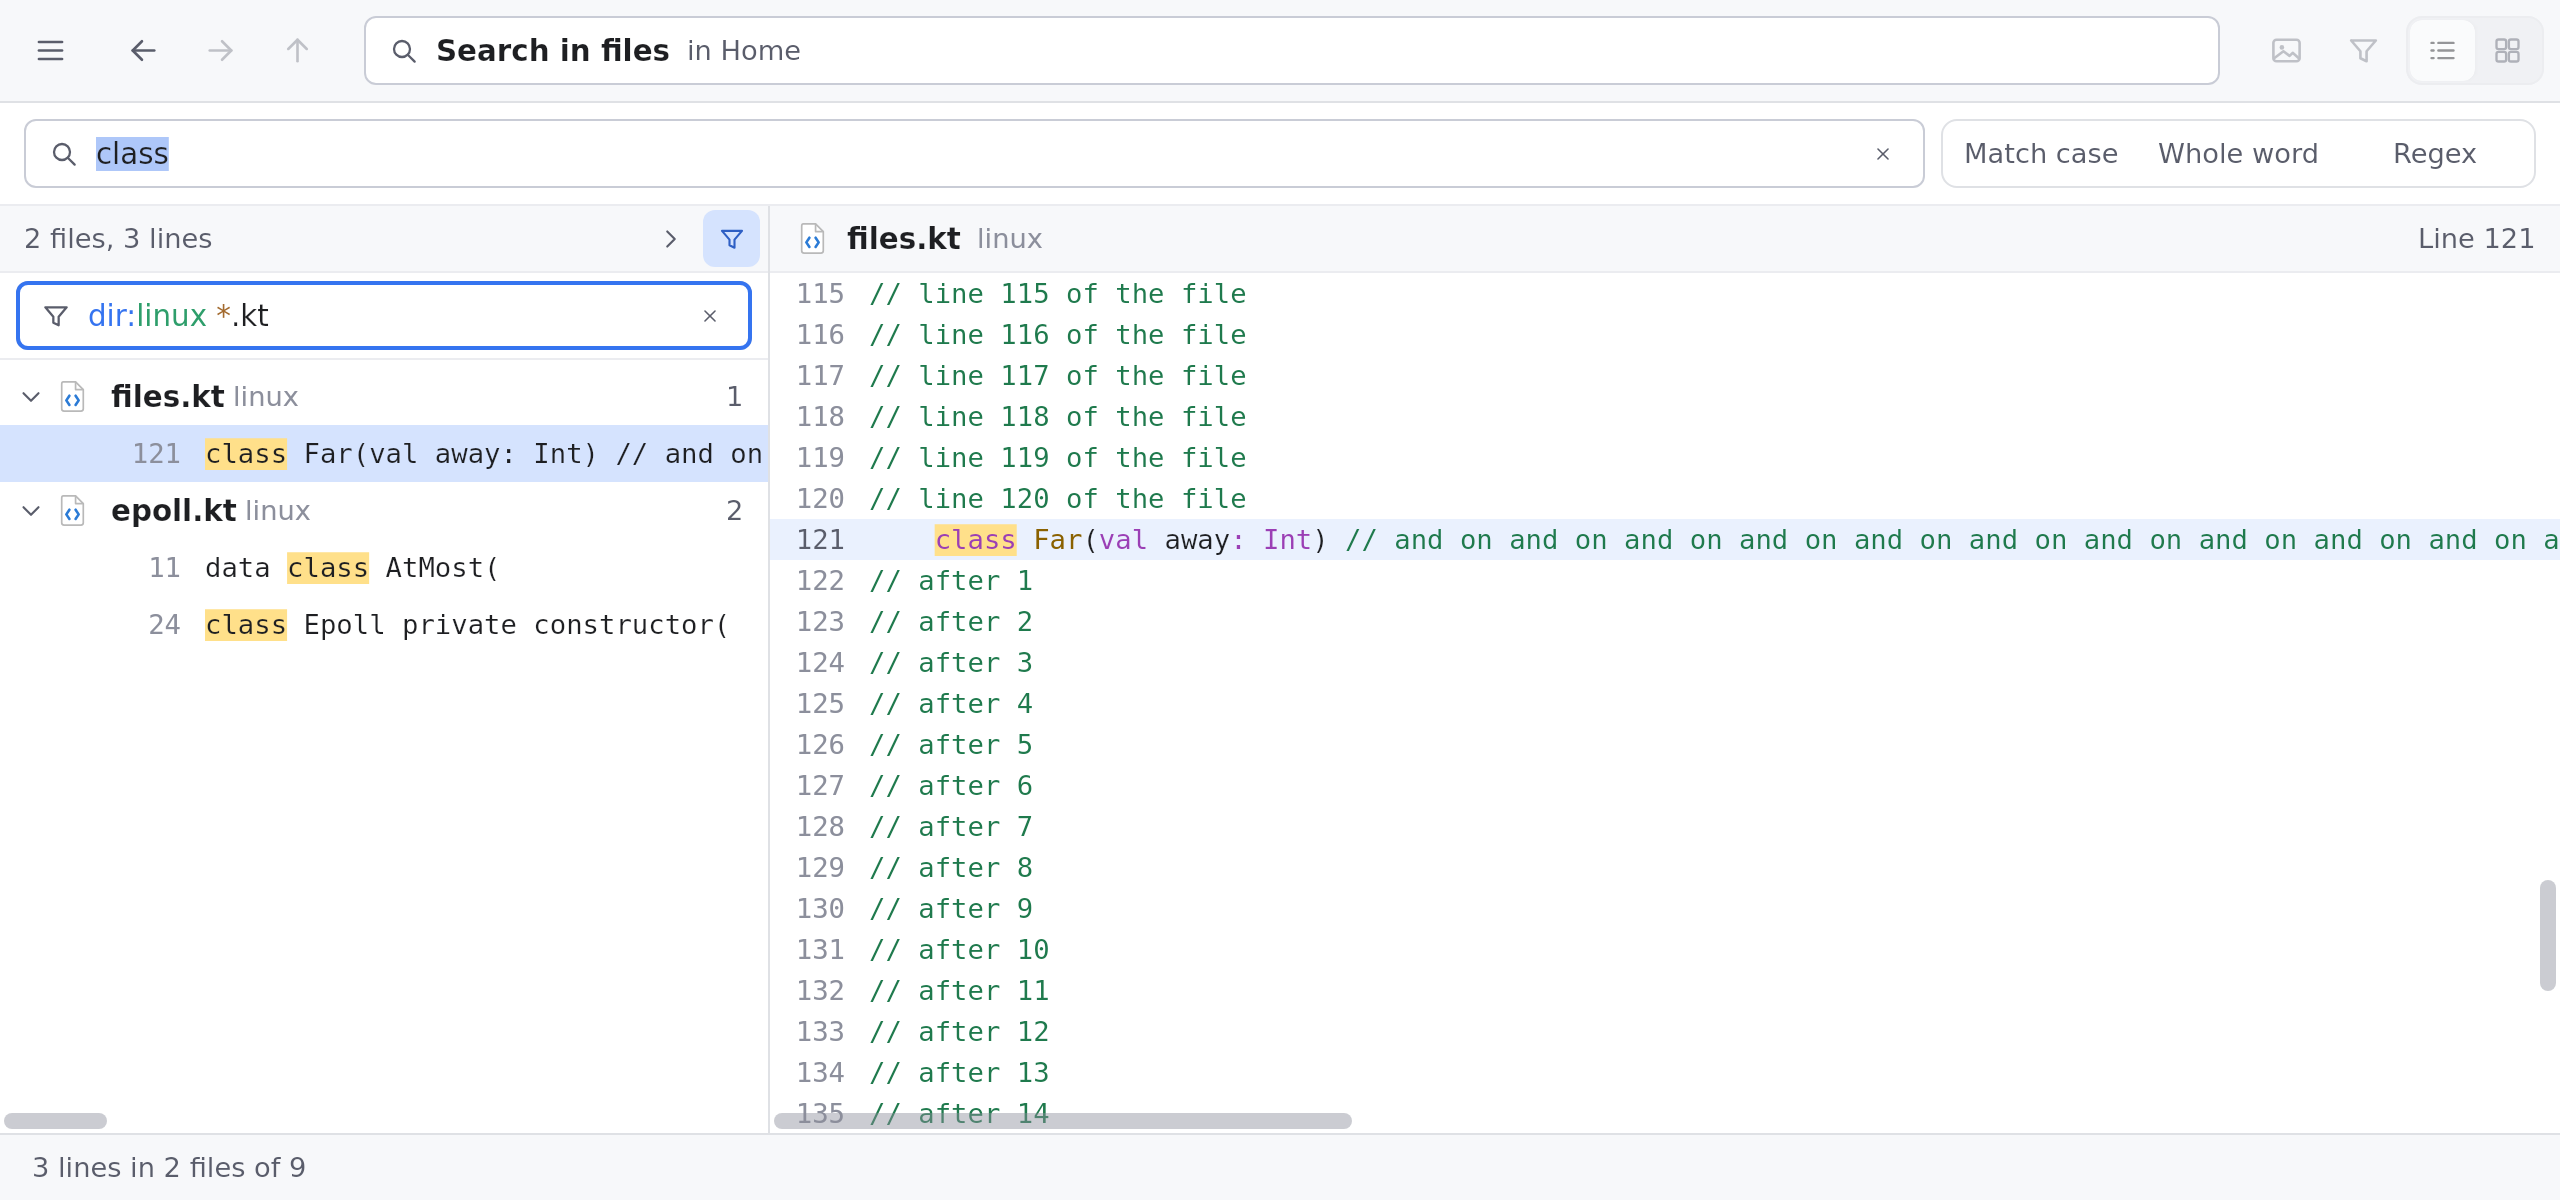 Search in files in Home
class
Match case Whole word Regex
2 files, 3 lines
dir:linux *.kt
files.kt linux 1
121 class Far(val away: Int) // and on
epoll.kt linux 2
11 data class AtMost(
24 class Epoll private constructor(
files.kt linux Line 121
115 // line 115 of the file
116 // line 116 of the file
117 // line 117 of the file
118 // line 118 of the file
119 // line 119 of the file
120 // line 120 of the file
121 class Far(val away: Int) // and on and on and on and on and on and on and on and on and on and on a
122 // after 1
123 // after 2
124 // after 3
125 // after 4
126 // after 5
127 // after 6
128 // after 7
129 // after 8
130 // after 9
131 // after 10
132 // after 11
133 // after 12
134 // after 13
135 // after 14
3 lines in 2 files of 9